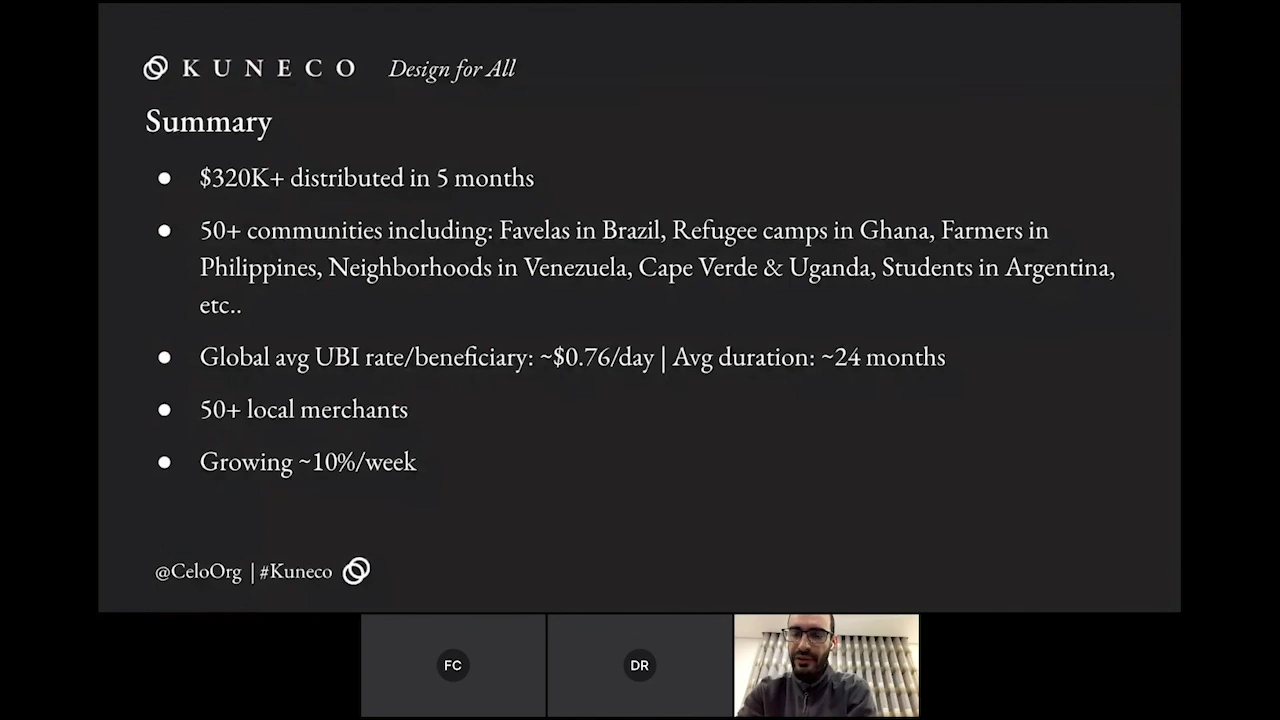 KUNECO Design for All
Summary
● $320K+ distributed in 5 months
● 50+ communities including: Favelas in Brazil, Refugee camps in Ghana, Farmers in
Philippines, Neighborhoods in Venezuela, Cape Verde & Uganda, Students in Argentina,
etc..
● Global avg UBI rate/beneficiary: ~$0.76/day | Avg duration: ~24 months
● 50+ local merchants
● Growing ~10%/week
@CeloOrg | #Kuneco
FC
DR